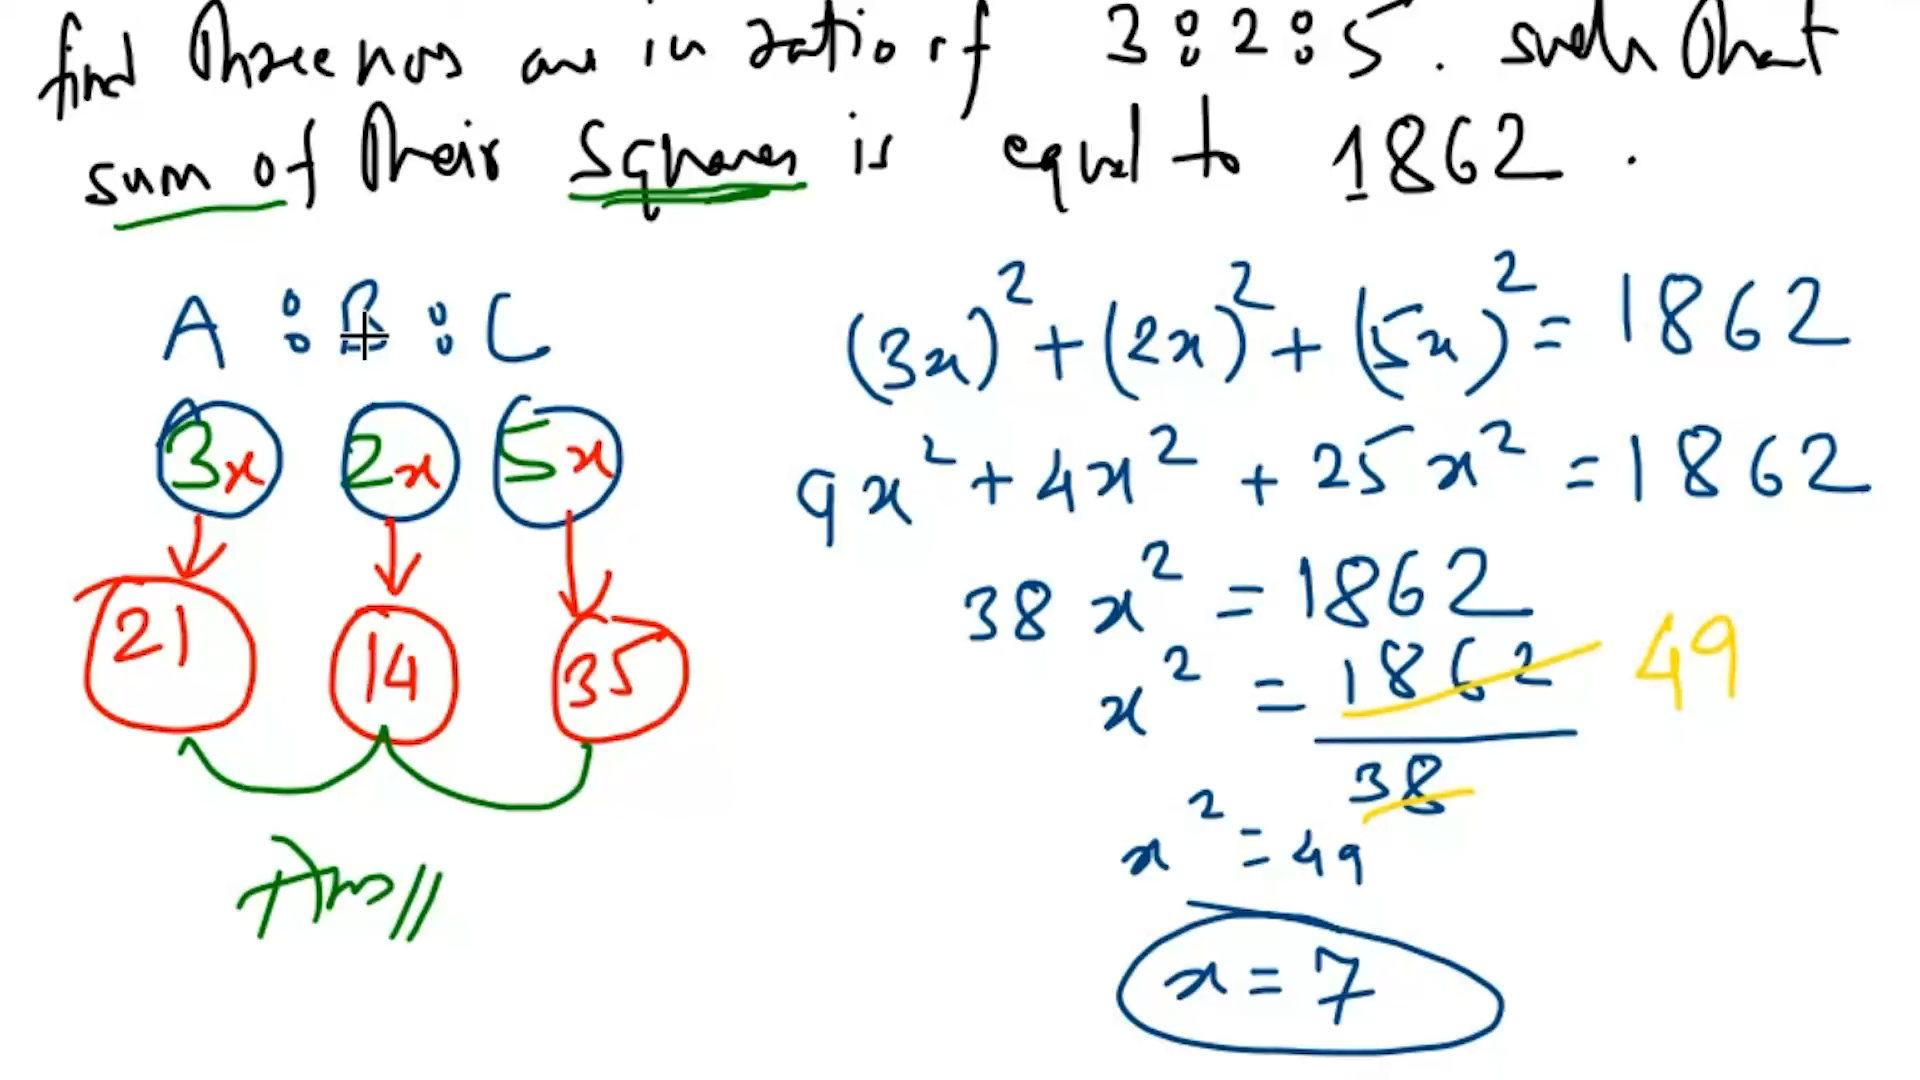 find three nos are in ratio of 3:2:5. such that
sum of their squares is equal to 1862.
A : B : C
3x 2x 5x
21 14 35
Ans//
(3x)² + (2x)² + (5x)² = 1862
9x² + 4x² + 25x² = 1862
38x² = 1862
x² = 1862/38 49
x² = 49
x = 7